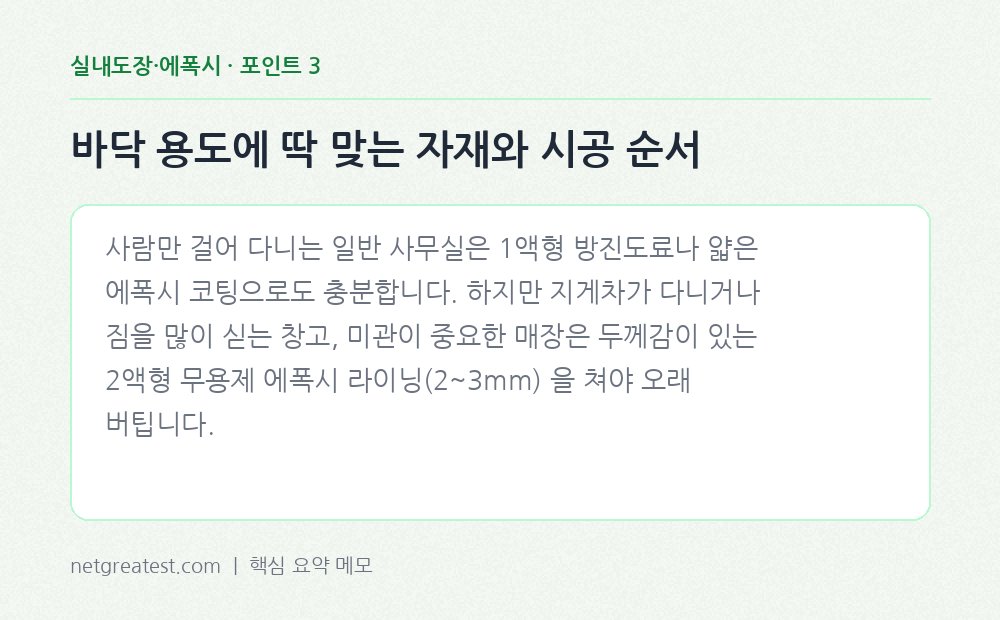 실내도장·에폭시 · 포인트 3
바닥 용도에 딱 맞는 자재와 시공 순서
사람만 걸어 다니는 일반 사무실은 1액형 방진도료나 얇은
에폭시 코팅으로도 충분합니다. 하지만 지게차가 다니거나
짐을 많이 싣는 창고, 미관이 중요한 매장은 두께감이 있는
2액형 무용제 에폭시 라이닝(2~3mm) 을 쳐야 오래
버팁니다.
netgreatest.com | 핵심 요약 메모